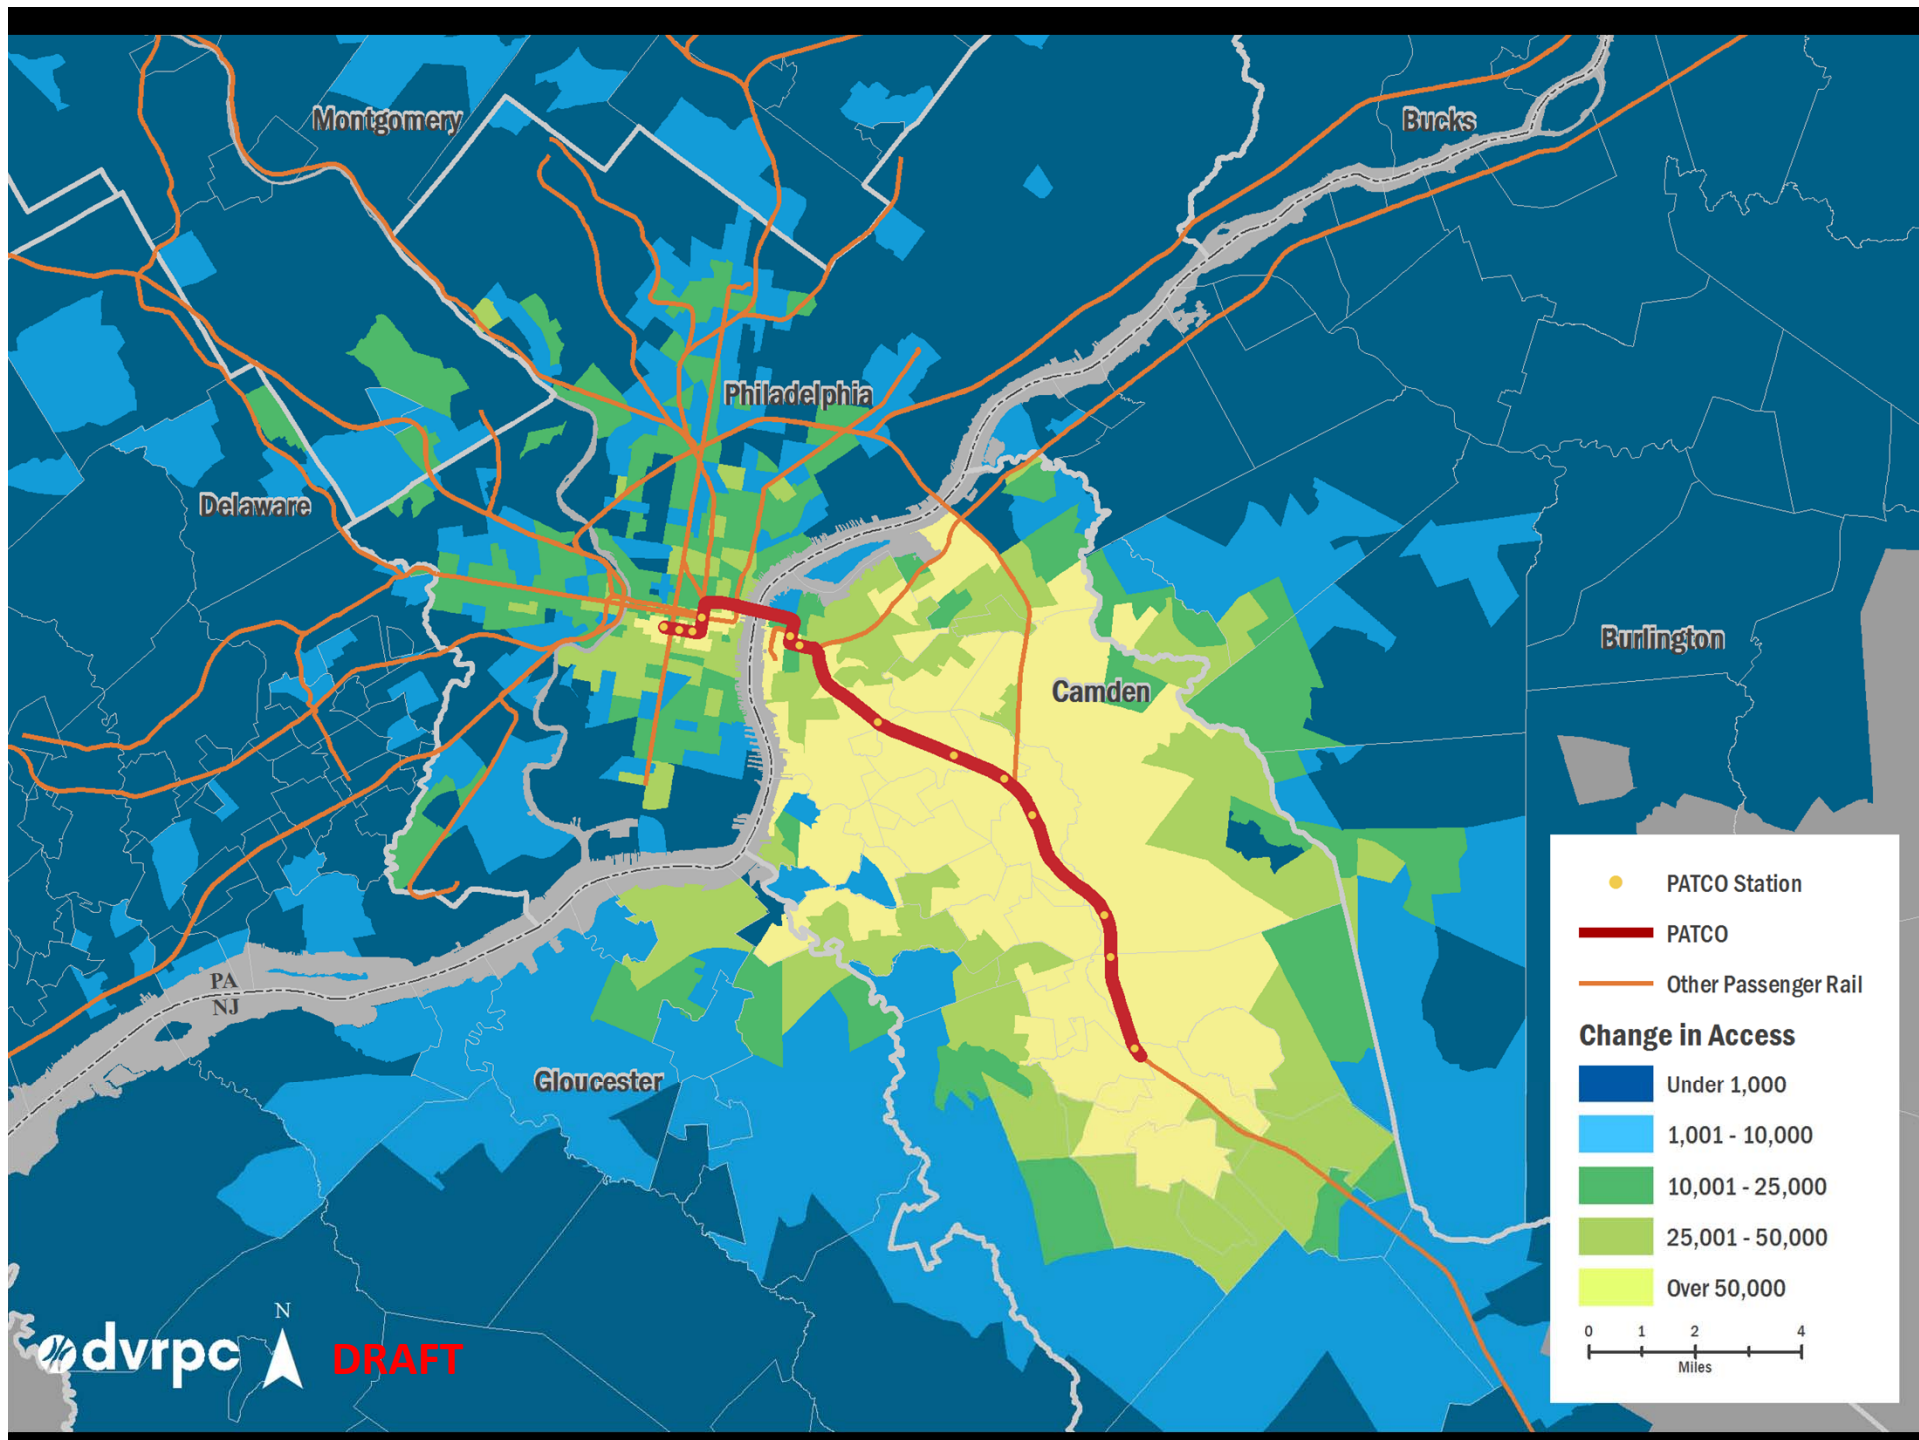 Montgomery
Bucks
Philadelphia
Delaware
Burlington
Camden
PA
NJ
Gloucester
PATCO Station
PATCO
Other Passenger Rail
Change in Access
Under 1,000
1,001 - 10,000
10,001 - 25,000
25,001 - 50,000
Over 50,000
0 1 2 4
Miles
N
dvrpc
DRAFT